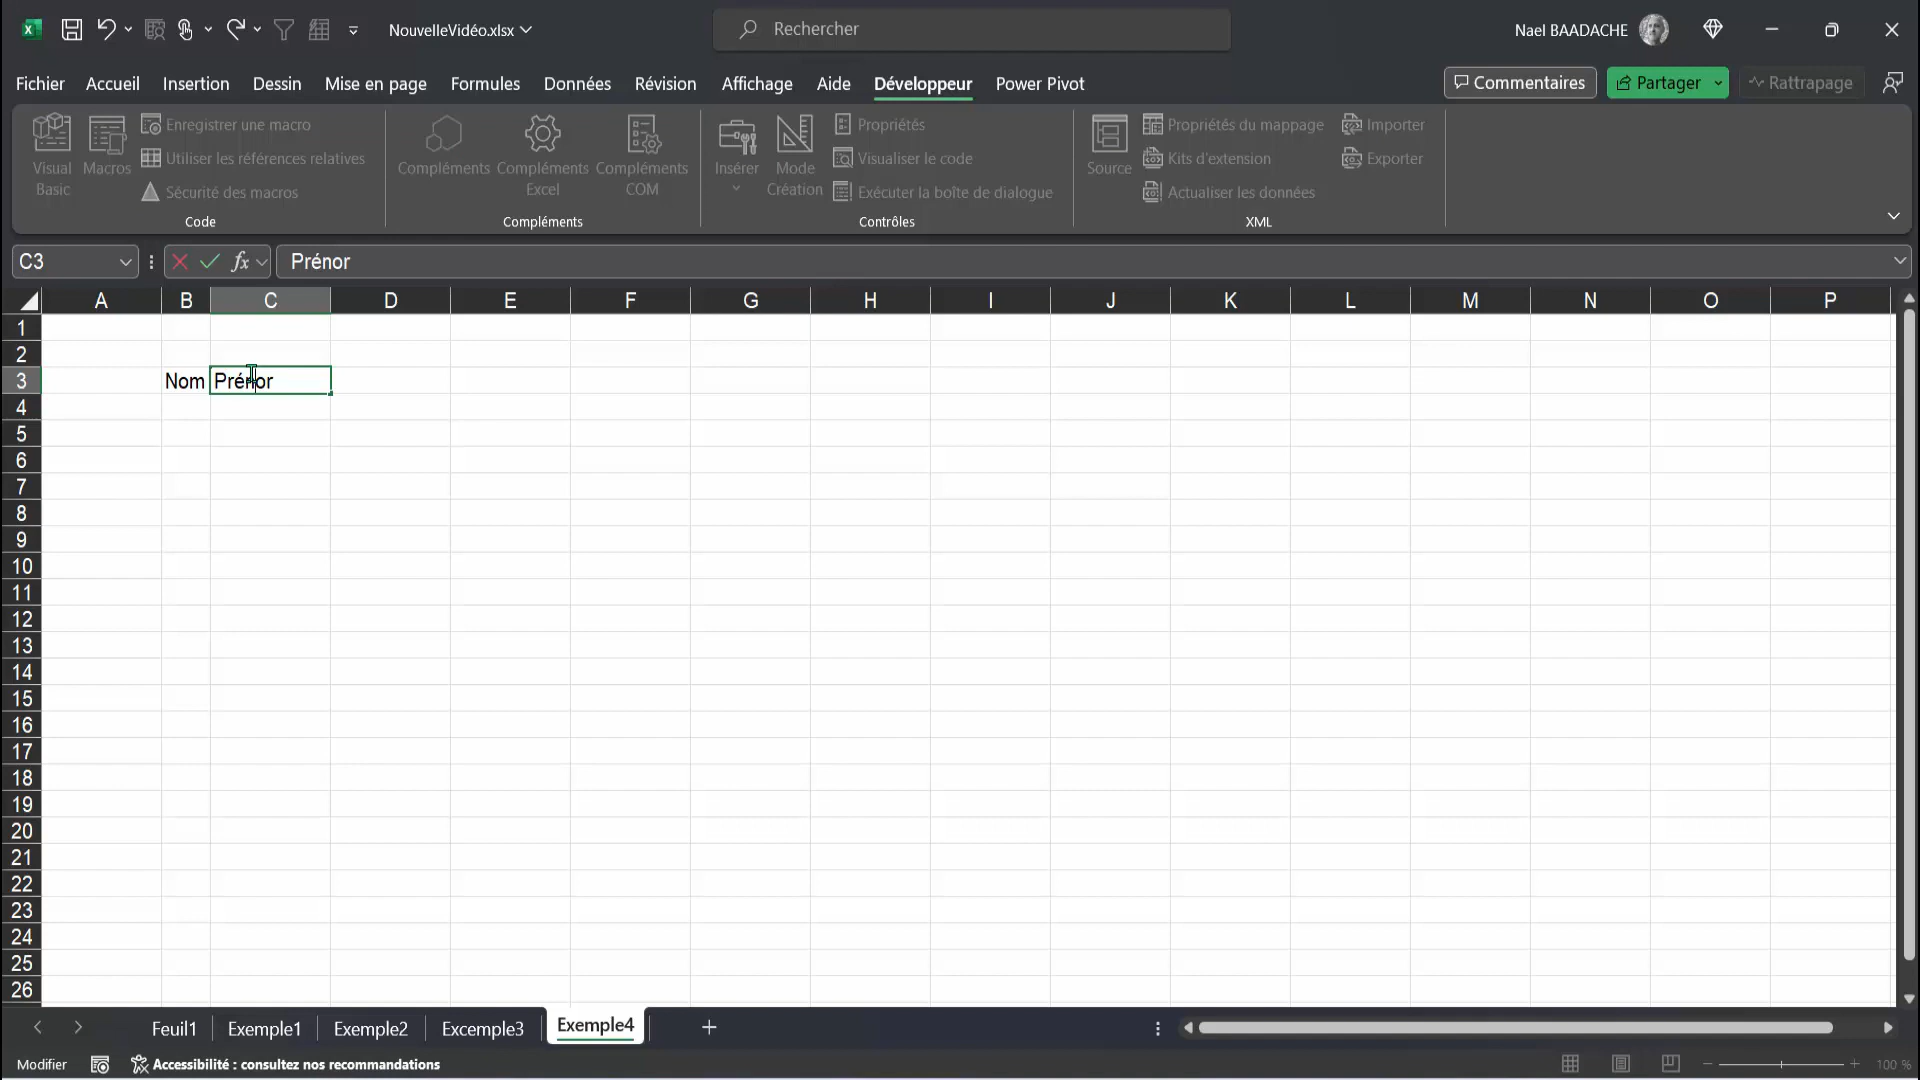 NouvelleVidéo.xlsx
Rechercher
Nael BAADACHE
Fichier Accueil Insertion Dessin Mise en page Formules Données Révision Affichage Aide Développeur Power Pivot
Commentaires Partager Rattrapage
Visual Basic
Macros
Enregistrer une macro
Utiliser les références relatives
Sécurité des macros
Code
Compléments
Compléments Excel
Compléments COM
Compléments
Insérer
Mode Création
Propriétés
Visualiser le code
Exécuter la boîte de dialogue
Contrôles
Source
Propriétés du mappage
Kits d'extension
Actualiser les données
Importer
Exporter
XML
C3 fx Prénor
A B C D E F G H I J K L M N O P
1
2
3 Nom Prénor
4
5
6
7
8
9
10
11
12
13
14
15
16
17
18
19
20
21
22
23
24
25
26
Feuil1 Exemple1 Exemple2 Excemple3 Exemple4
Modifier Accessibilité : consultez nos recommandations 100 %